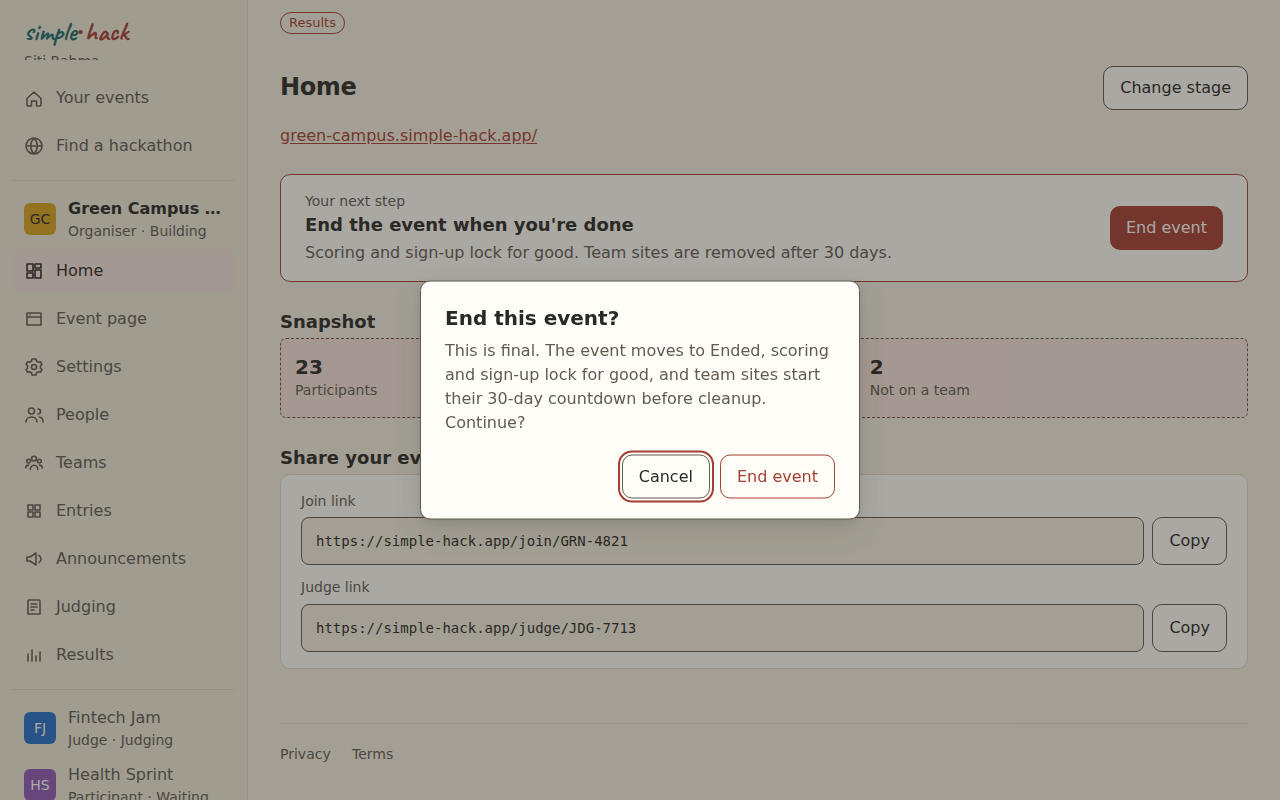 simple·hack
Siti Rahma
Your events
Find a hackathon
GC
Green Campus …
Organiser · Building
Home
Event page
Settings
People
Teams
Entries
Announcements
Judging
Results
FJ
Fintech Jam
Judge · Judging
HS
Health Sprint
Participant · Waiting
Results
Home
Change stage
green-campus.simple-hack.app/
Your next step
End the event when you're done
Scoring and sign-up lock for good. Team sites are removed after 30 days.
End event
Snapshot
23
Participants
2
Not on a team
End this event?
This is final. The event moves to Ended, scoring
and sign-up lock for good, and team sites start
their 30-day countdown before cleanup.
Continue?
Cancel
End event
Share your ev
Join link
https://simple-hack.app/join/GRN-4821
Copy
Judge link
https://simple-hack.app/judge/JDG-7713
Copy
Privacy
Terms